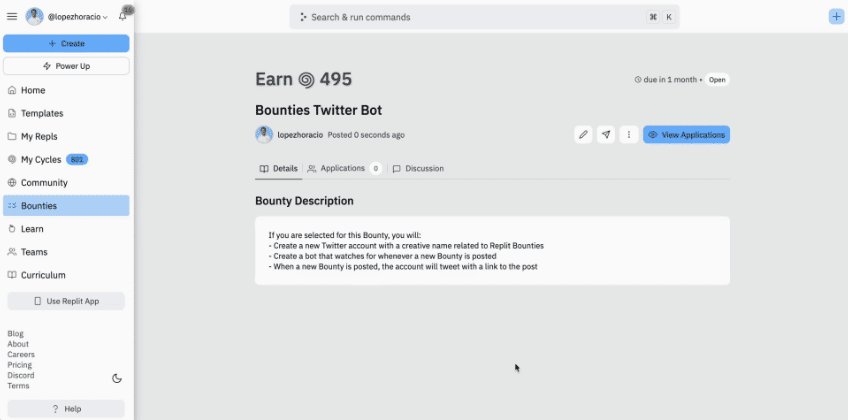 @lopezhoracio
Search & run commands
⌘ K
+ Create
Power Up
Home
Templates
My Repls
My Cycles
Community
Bounties
Learn
Teams
Curriculum
Use Replit App
Blog
About
Careers
Pricing
Discord
Terms
? Help
Earn 495
due in 1 month • Open
Bounties Twitter Bot
lopezhoracio Posted 0 seconds ago
View Applications
Details
Applications 0
Discussion
Bounty Description
If you are selected for this Bounty, you will:
- Create a new Twitter account with a creative name related to Replit Bounties
- Create a bot that watches for whenever a new Bounty is posted
- When a new Bounty is posted, the account will tweet with a link to the post